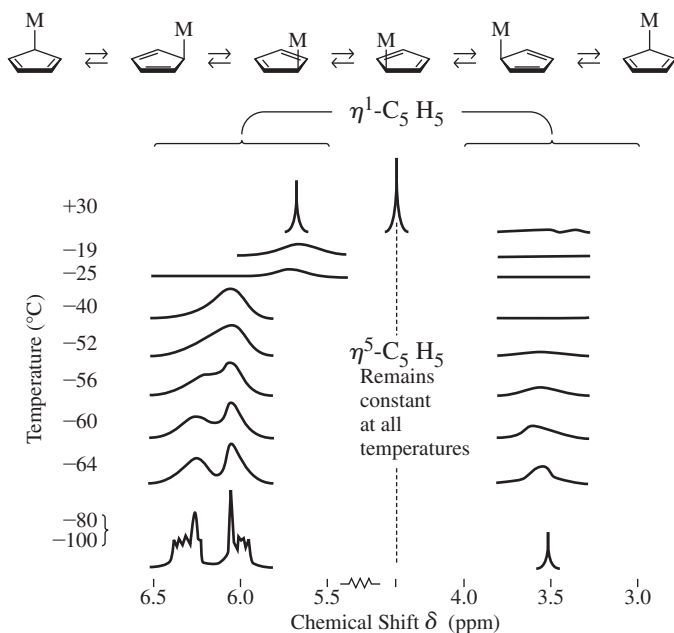 M M M M M M
η¹-C₅ H₅
+30
−19
−25
−40
−52
−56
−60
−64
−80
−100
Temperature (°C)
η⁵-C₅ H₅
Remains
constant
at all
temperatures
6.5 6.0 5.5 4.0 3.5 3.0
Chemical Shift δ (ppm)